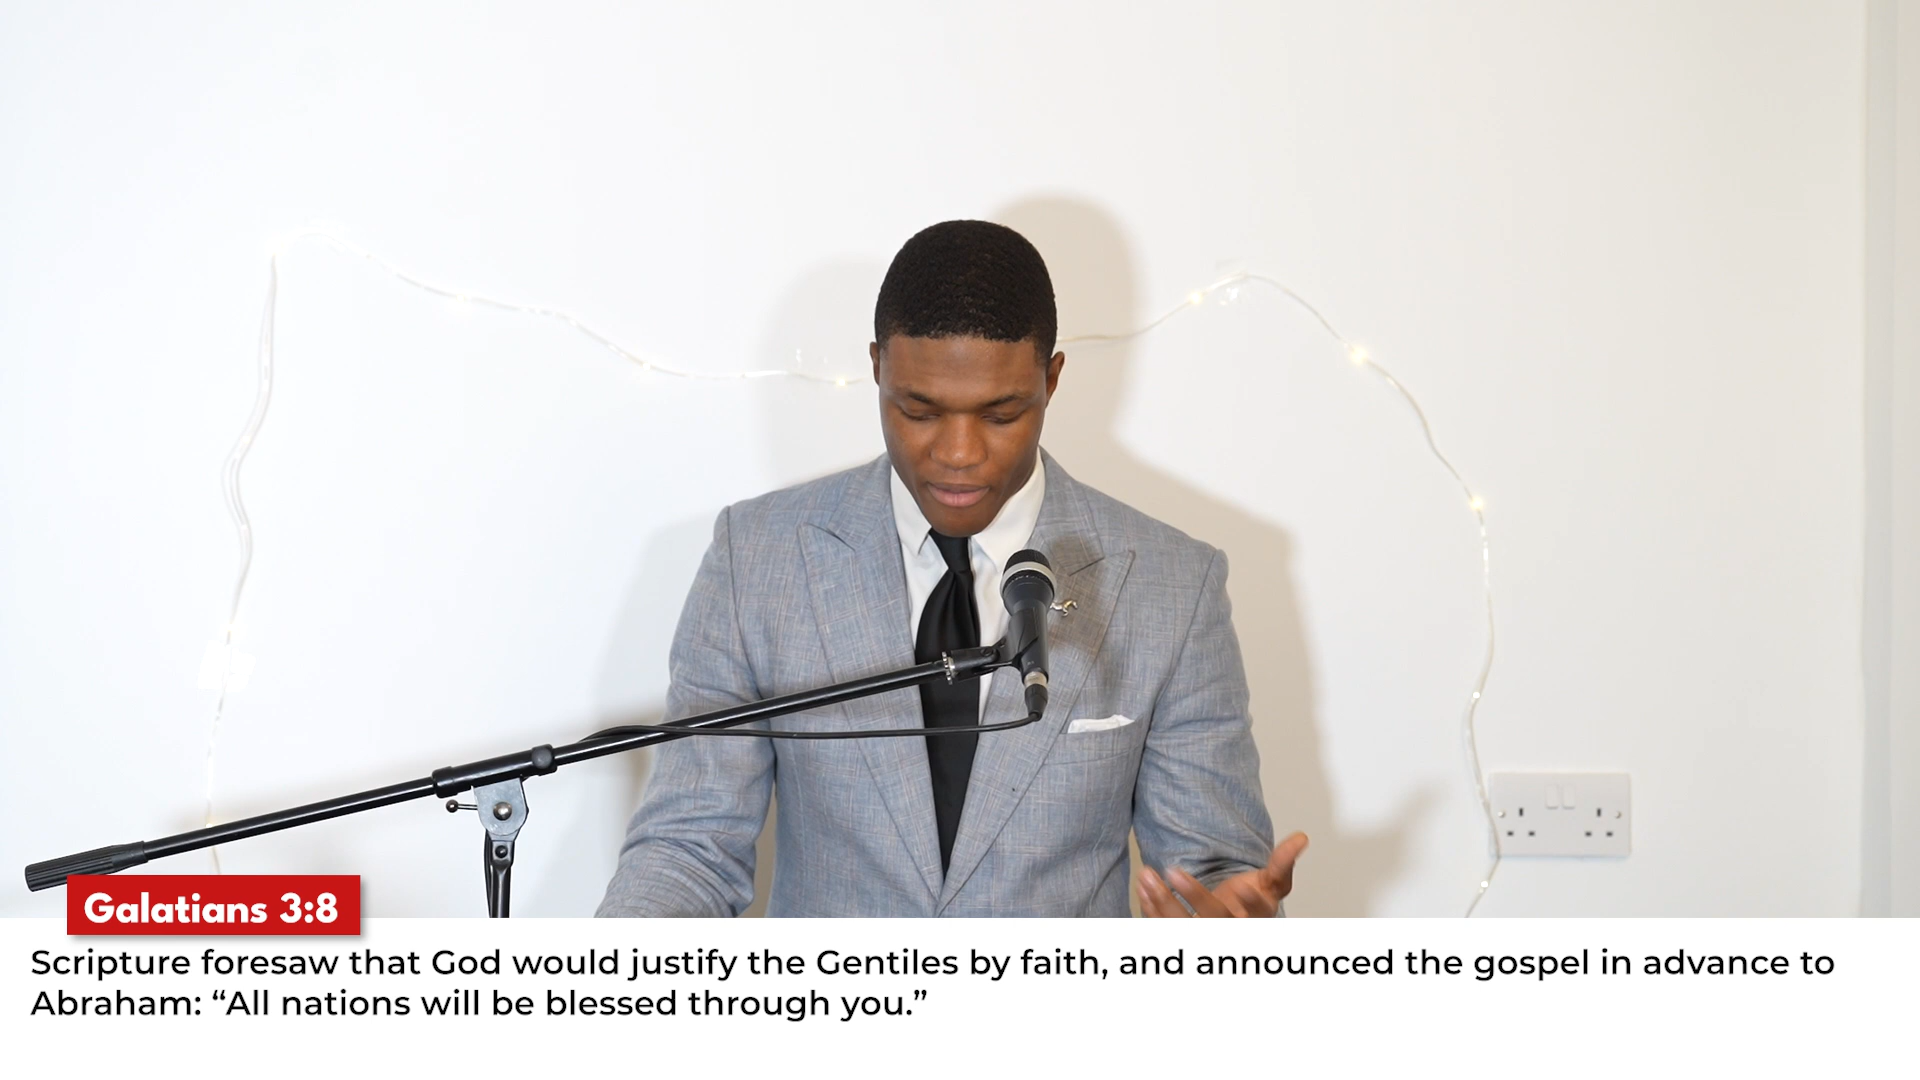 Galatians 3:8
Scripture foresaw that God would justify the Gentiles by faith, and announced the gospel in advance to
Abraham: “All nations will be blessed through you.”